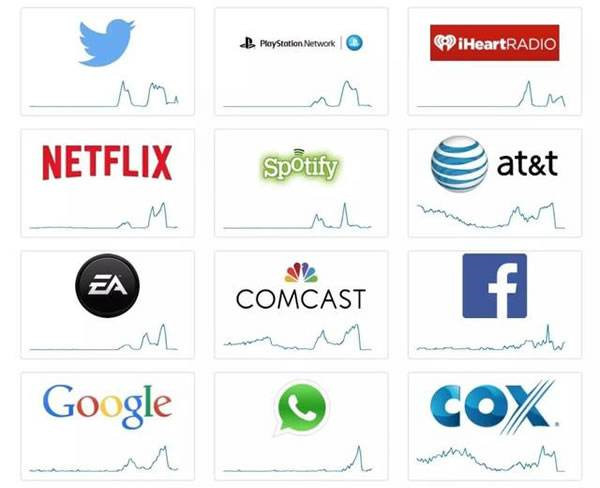 PlayStation Network
iHeartRADIO
NETFLIX
Spotify
at&t
EA
COMCAST
f
Google
COX